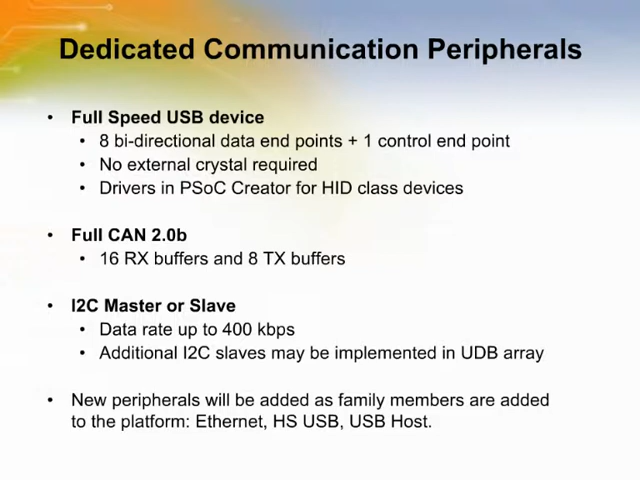 Dedicated Communication Peripherals
• Full Speed USB device
• 8 bi-directional data end points + 1 control end point
• No external crystal required
• Drivers in PSoC Creator for HID class devices
• Full CAN 2.0b
• 16 RX buffers and 8 TX buffers
• I2C Master or Slave
• Data rate up to 400 kbps
• Additional I2C slaves may be implemented in UDB array
• New peripherals will be added as family members are added
to the platform: Ethernet, HS USB, USB Host.